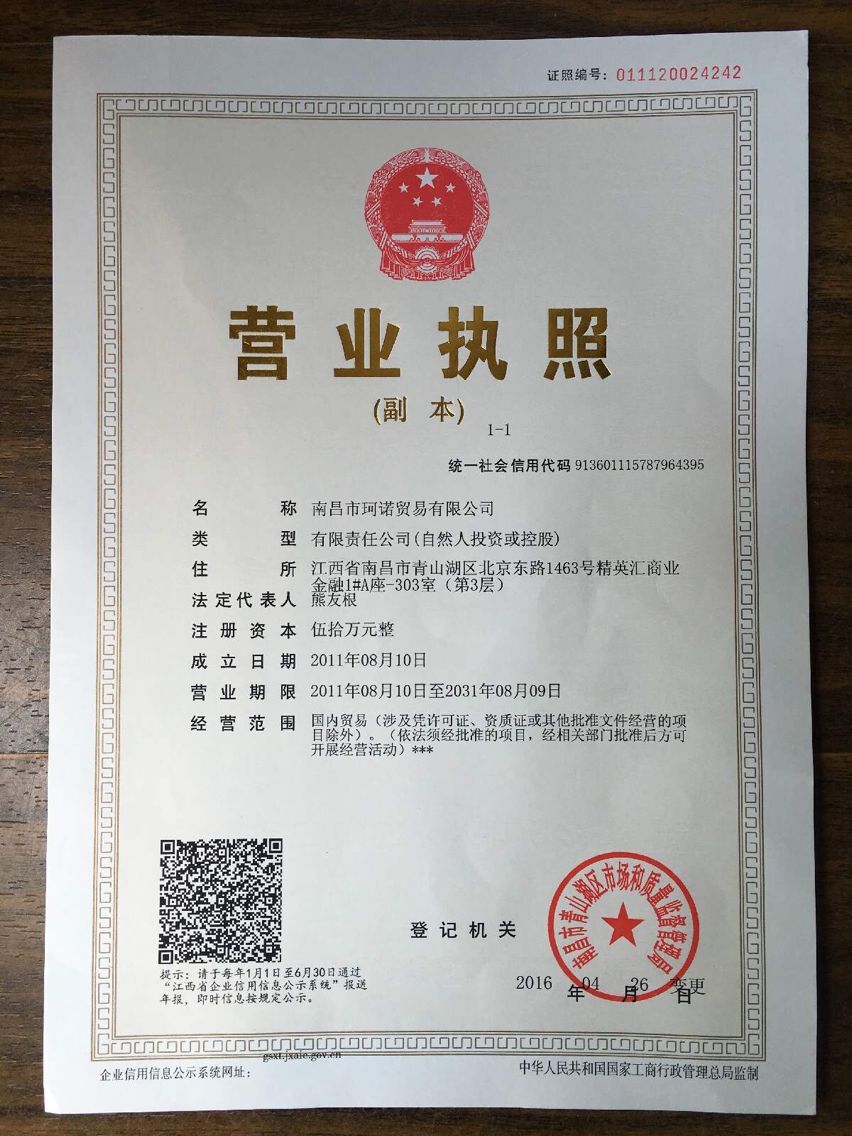 证照编号：011120024242
营业执照
(副 本)
1-1
统一社会信用代码 913601115787964395
名 称 南昌市珂诺贸易有限公司
类 型 有限责任公司(自然人投资或控股)
住 所 江西省南昌市青山湖区北京东路1463号精英汇商业
金融1#A座-303室（第3层）
法定代表人 熊友根
注册资本 伍拾万元整
成立日期 2011年08月10日
营业期限 2011年08月10日至2031年08月09日
经营范围 国内贸易（涉及凭许可证、资质证或其他批准文件经营的项
目除外）。（依法须经批准的项目，经相关部门批准后方可
开展经营活动）***
南昌市青山湖区市场和质量监督管理局
登记机关
2016 年 04 月 26 日 变更
提示：请于每年1月1日至6月30日通过
“江西省企业信用信息公示系统”报送
年报，即时信息按规定公示。
gsxt.jxaic.gov.cn
企业信用信息公示系统网址：
中华人民共和国国家工商行政管理总局监制